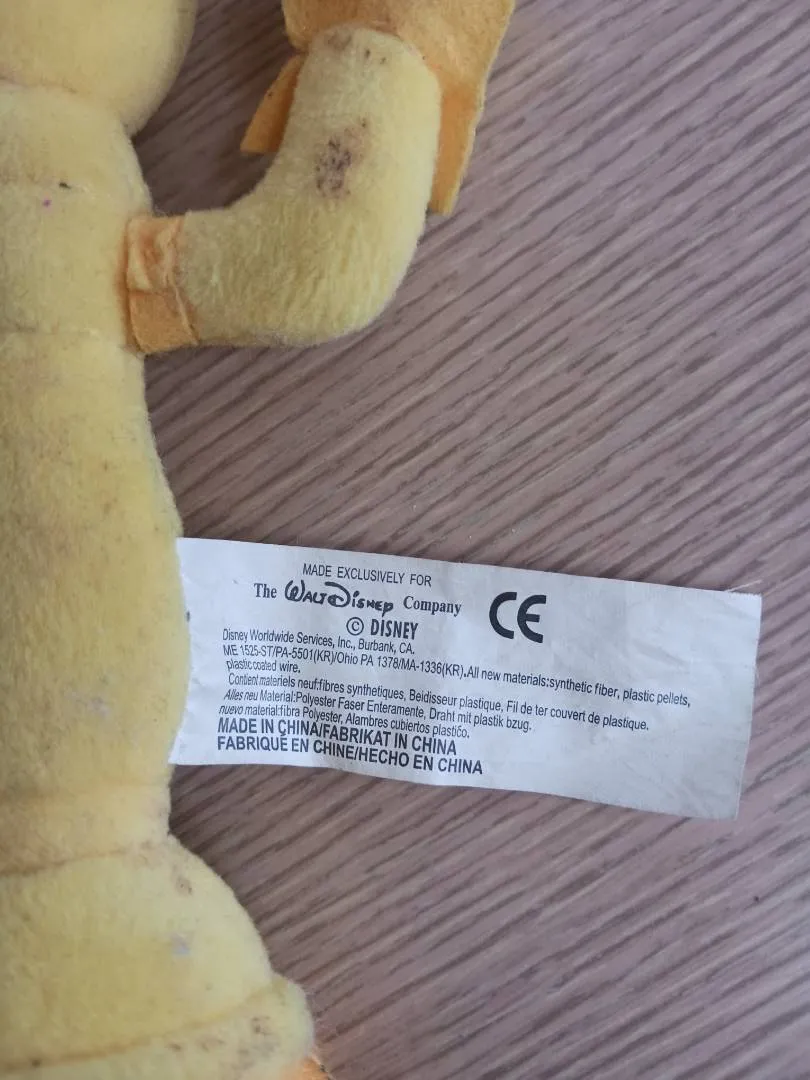 MADE EXCLUSIVELY FOR
The WALT DISNEY Company
CE
© DISNEY
Disney Worldwide Services, Inc., Burbank, CA.
ME 1525-ST/PA-5501(KR)/Ohio PA 1378/MA-1336(KR).All new materials:synthetic fiber, plastic pellets,
plastic coated wire.
Contient materiels neuf:fibres synthetiques, Beidisseur plastique, Fil de ter couvert de plastique.
Alles neu Material:Polyester Faser Enteramente, Draht mit plastik bzug.
nuevo material:fibra Polyester, Alambres cubiertos plastićo.
MADE IN CHINA/FABRIKAT IN CHINA
FABRIQUÉ EN CHINE/HECHO EN CHINA